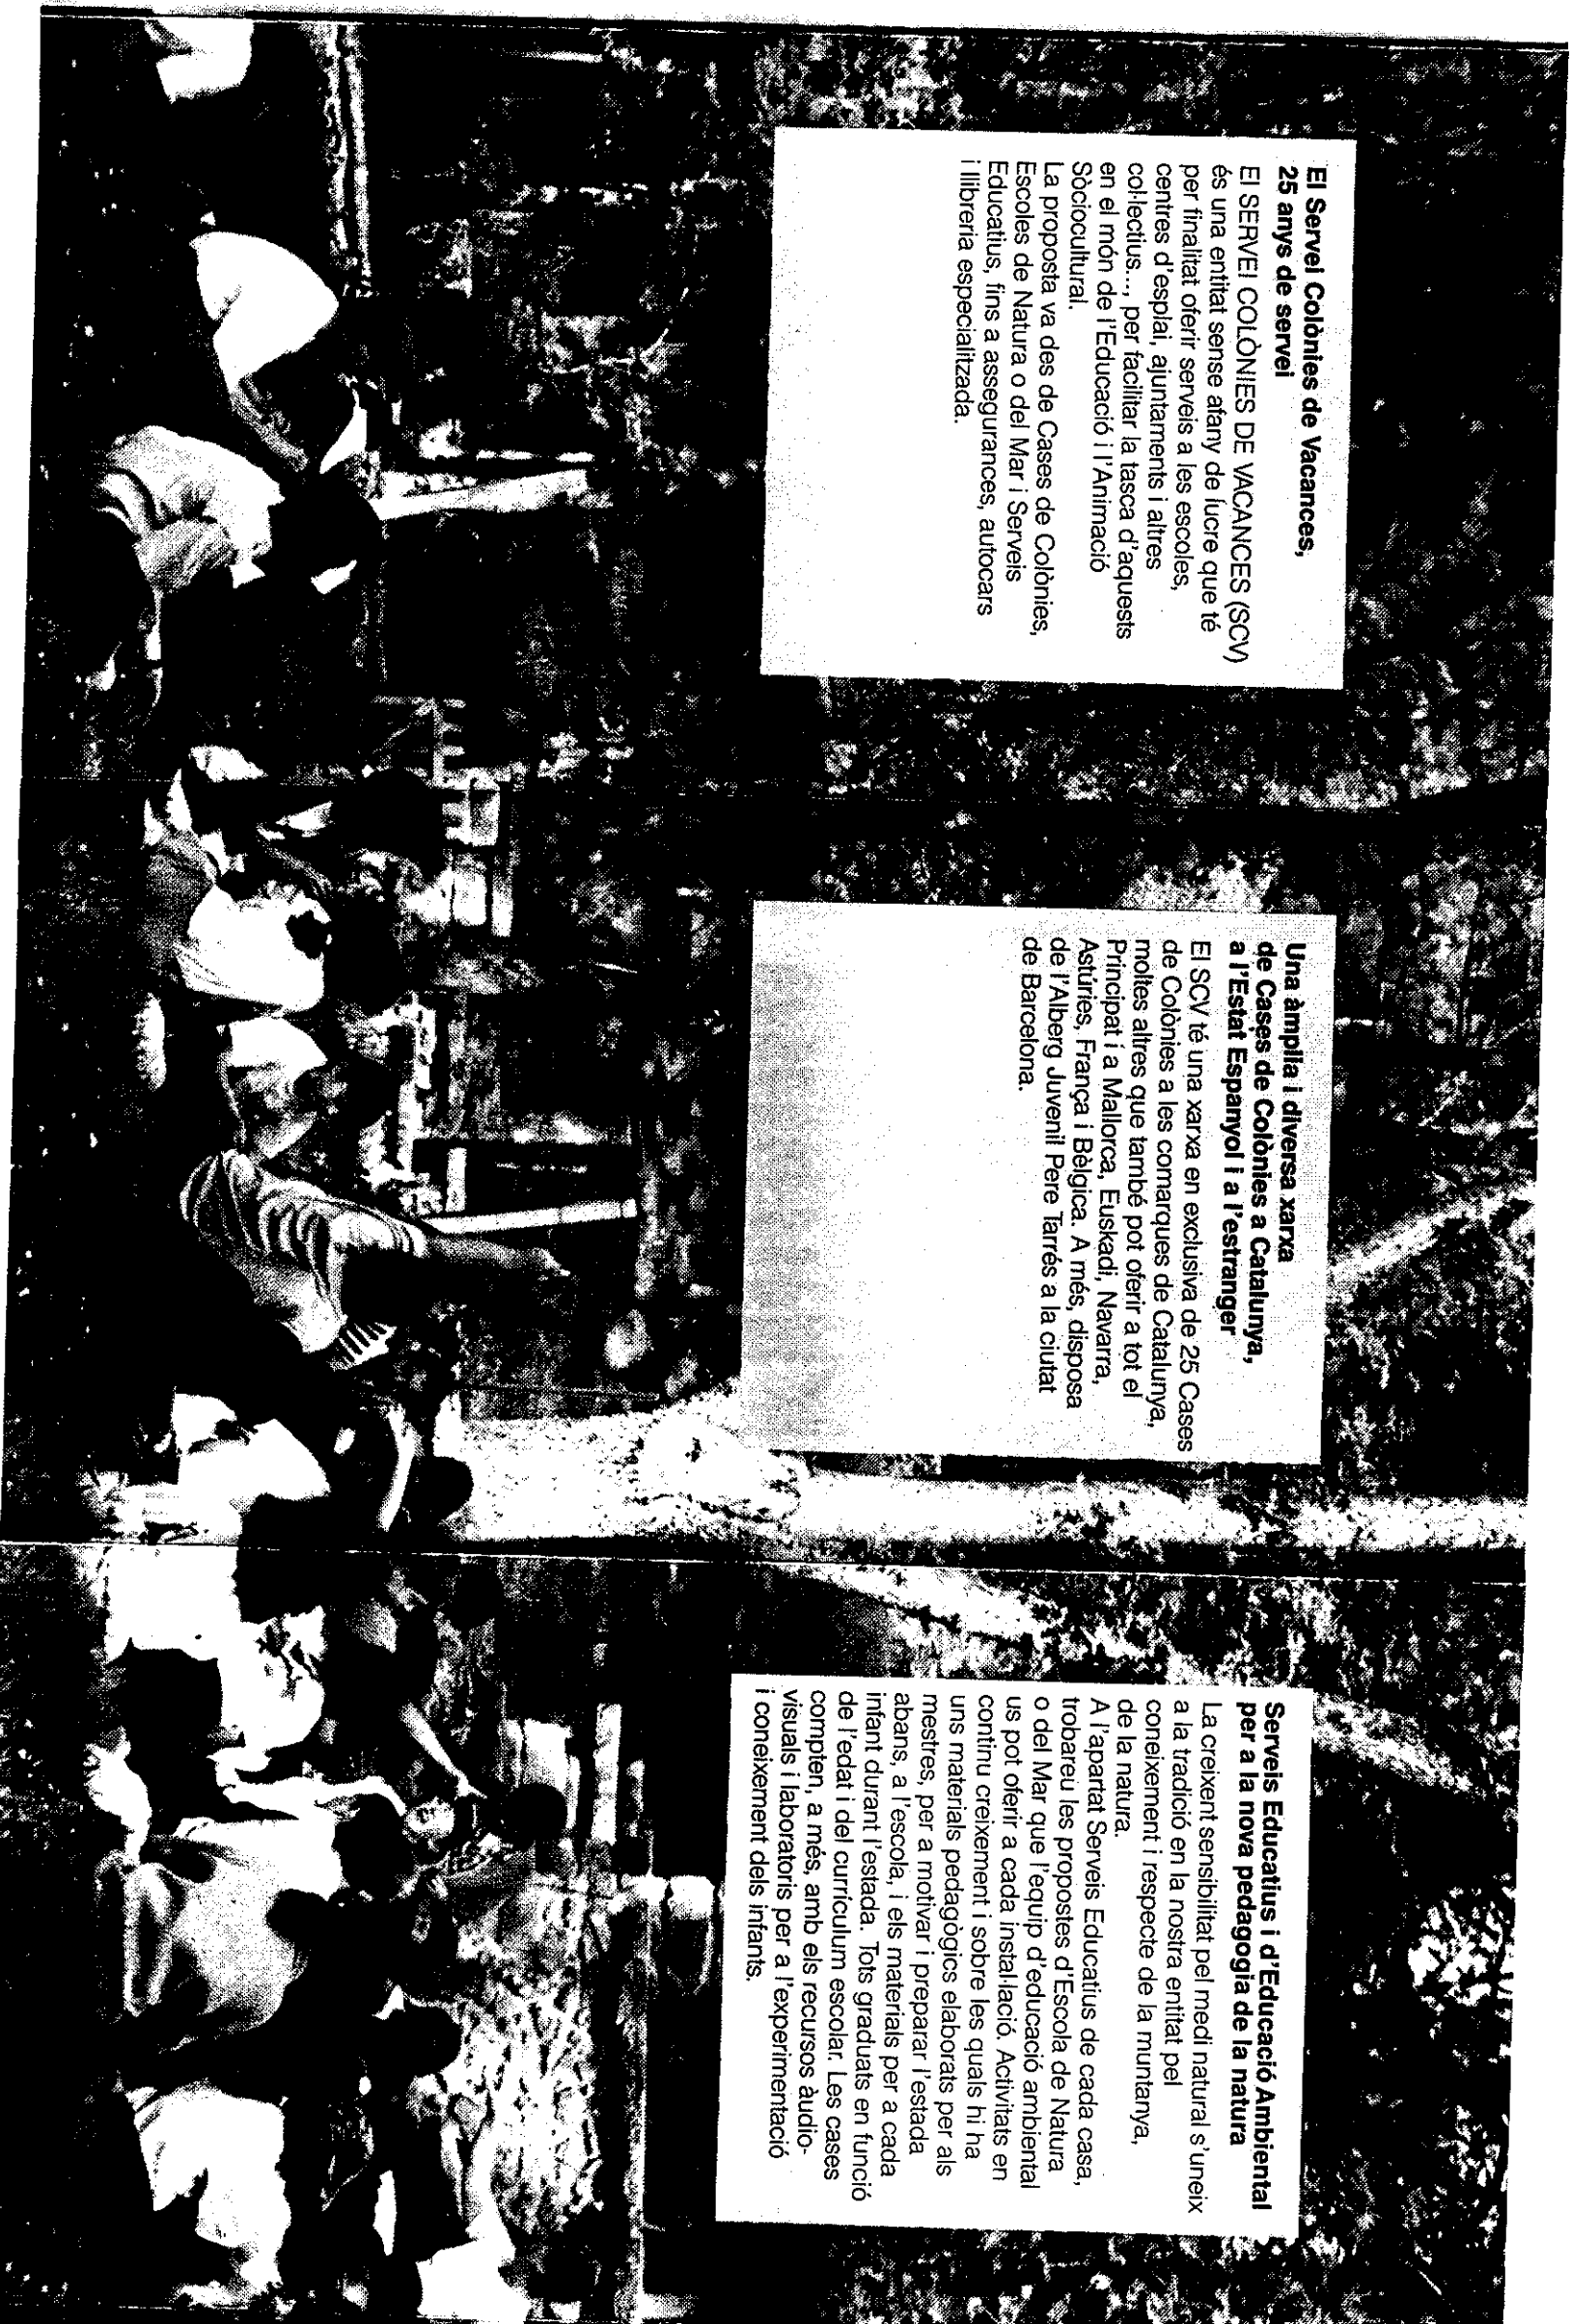 El Servei Colònies de Vacances,
25 anys de servei
El SERVEI COLÒNIES DE VACANCES (SCV)
és una entitat sense afany de lucre que té
per finalitat oferir serveis a les escoles,
centres d'esplai, ajuntaments i altres
col·lectius..., per facilitar la tasca d'aquests
en el món de l'Educació i l'Animació
Sòciocultural.
La proposta va des de Cases de Colònies,
Escoles de Natura o del Mar i Serveis
Educatius, fins a assegurances, autocars
i llibreria especialitzada.
Una àmplia i diversa xarxa
de Cases de Colònies a Catalunya,
a l'Estat Espanyol i a l'estranger
El SCV té una xarxa en exclusiva de 25 Cases
de Colònies a les comarques de Catalunya,
moltes altres que també pot oferir a tot el
Principat i a Mallorca, Euskadi, Navarra,
Astúries, França i Bèlgica. A més, disposa
de l'Alberg Juvenil Pere Tarrés a la ciutat
de Barcelona.
Serveis Educatius i d'Educació Ambiental
per a la nova pedagogia de la natura
La creixent sensibilitat pel medi natural s'uneix
a la tradició en la nostra entitat pel
coneixement i respecte de la muntanya,
de la natura.
A l'apartat Serveis Educatius de cada casa,
trobareu les propostes d'Escola de Natura
o del Mar que l'equip d'educació ambiental
us pot oferir a cada instal·lació. Activitats en
continu creixement i sobre les quals hi ha
uns materials pedagògics elaborats per als
mestres, per a motivar i preparar l'estada
abans, a l'escola, i els materials per a cada
infant durant l'estada. Tots graduats en funció
de l'edat i del currículum escolar. Les cases
compten, a més, amb els recursos àudio-
visuals i laboratoris per a l'experimentació
i coneixement dels infants.